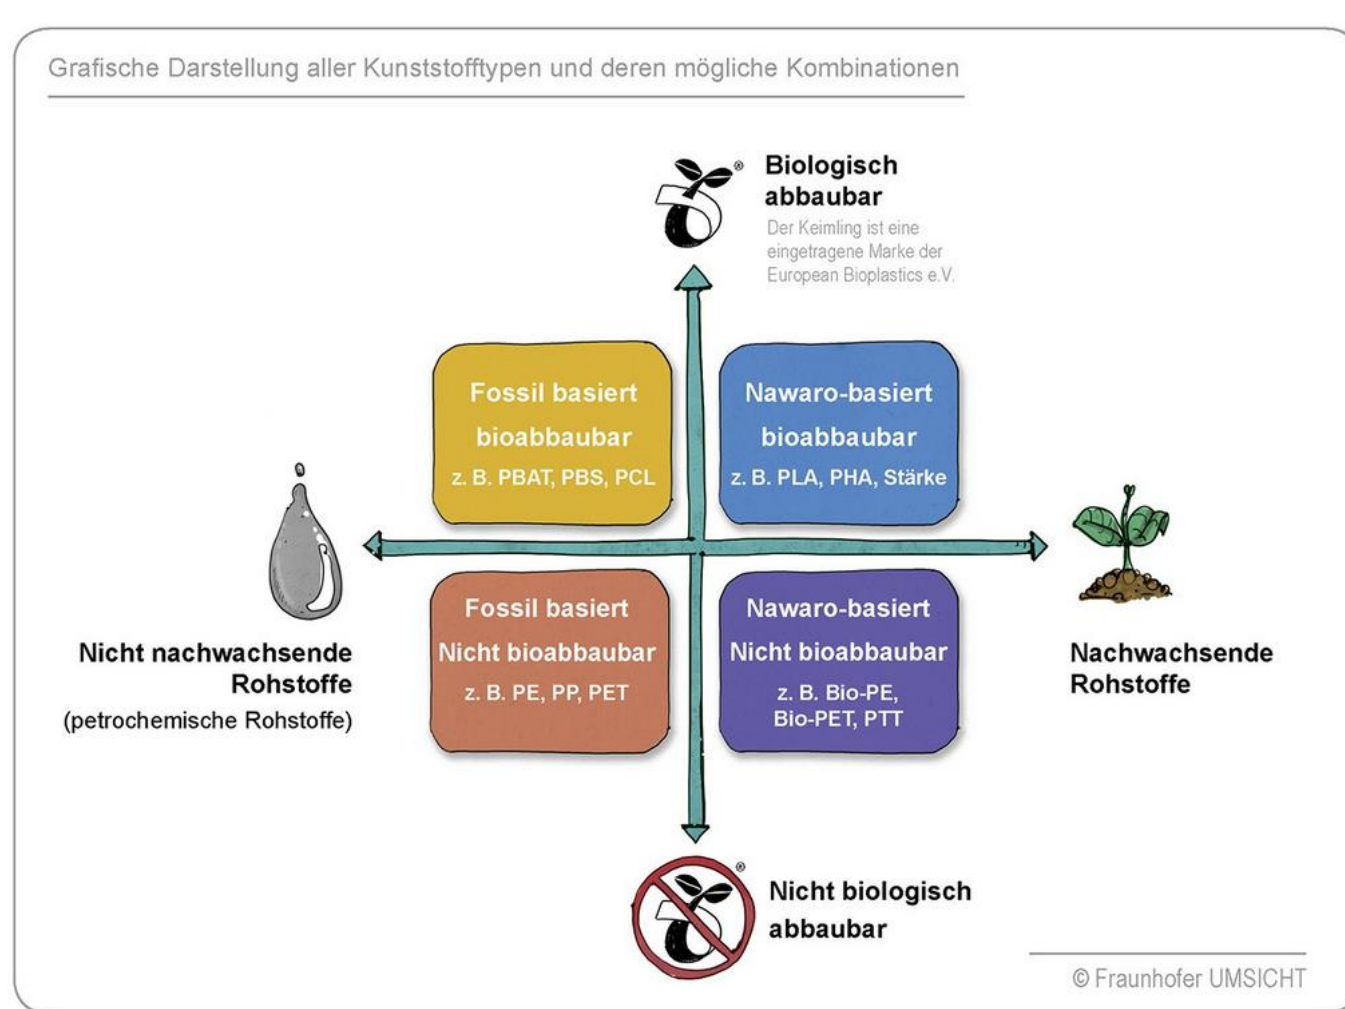 Grafische Darstellung aller Kunststofftypen und deren mögliche Kombinationen
®
Biologisch
abbaubar
Der Keimling ist eine
eingetragene Marke der
European Bioplastics e.V.
Fossil basiert
bioabbaubar
z. B. PBAT, PBS, PCL
Nawaro-basiert
bioabbaubar
z. B. PLA, PHA, Stärke
Nicht nachwachsende
Rohstoffe
(petrochemische Rohstoffe)
Fossil basiert
Nicht bioabbaubar
z. B. PE, PP, PET
Nawaro-basiert
Nicht bioabbaubar
z. B. Bio-PE,
Bio-PET, PTT
Nachwachsende
Rohstoffe
®
Nicht biologisch
abbaubar
© Fraunhofer UMSICHT